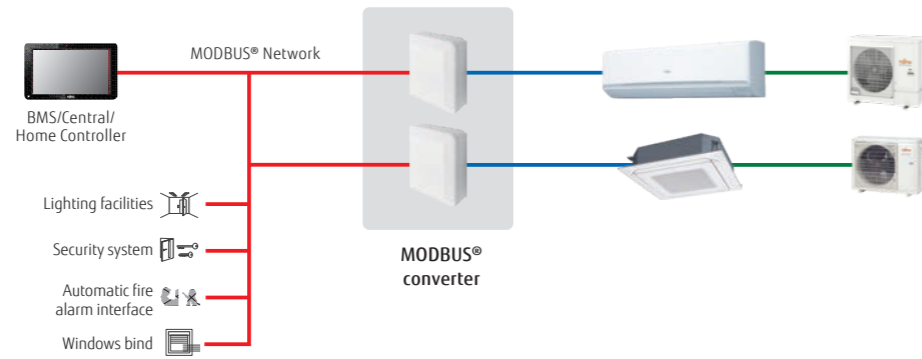 MODBUS® Network
BMS/Central/
Home Controller
Lighting facilities
Security system
Automatic fire
alarm interface
Windows bind
MODBUS®
converter